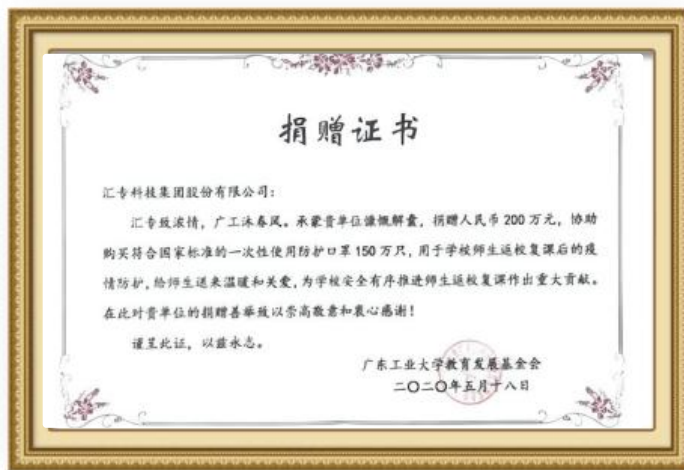 捐赠证书
汇专科技集团股份有限公司：
汇专致浓情，广工沐春风。承蒙贵单位慷慨解囊，捐赠人民币 200 万元，协助
购买符合国家标准的一次性使用防护口罩 150 万只，用于学校师生返校复课后的疫
情防护，给师生送来温暖和关爱，为学校安全有序推进师生返校复课作出重大贡献。
在此对贵单位的捐赠善举致以崇高敬意和衷心感谢！
谨呈此证，以兹永志。
广东工业大学教育发展基金会
二〇二〇年五月十八日